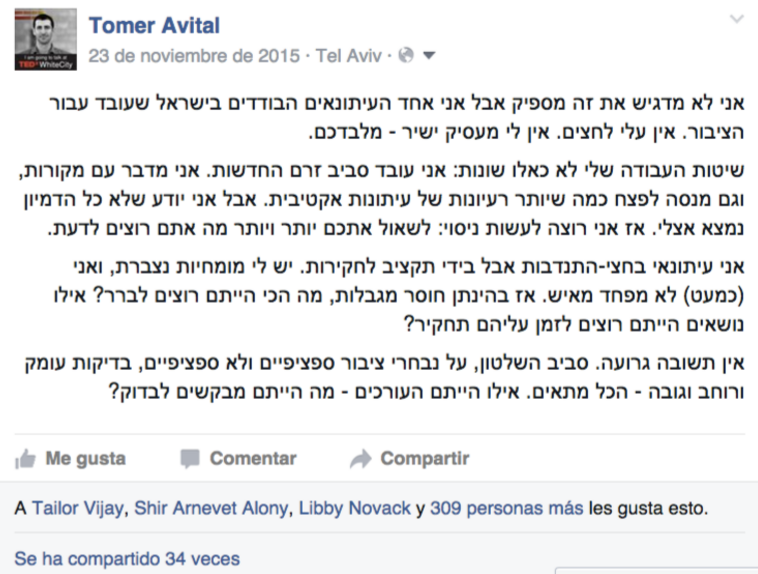 Tomer Avital
23 de noviembre de 2015 · Tel Aviv ·
I am going to talk at
TEDx WhiteCity
אני לא מדגיש את זה מספיק אבל אני אחד העיתונאים הבודדים בישראל שעובד עבור
הציבור. אין עלי לחצים. אין לי מעסיק ישיר - מלבדכם.
שיטות העבודה שלי לא כאלו שונות: אני עובד סביב זרם החדשות. אני מדבר עם מקורות,
וגם מנסה לפצח כמה שיותר רעיונות של עיתונות אקטיבית. אבל אני יודע שלא כל הדמיון
נמצא אצלי. אז אני רוצה לעשות ניסוי: לשאול אתכם יותר ויותר מה אתם רוצים לדעת.
אני עיתונאי בחצי-התנדבות אבל בידי תקציב לחקירות. יש לי מומחיות נצברת, ואני
(כמעט) לא מפחד מאיש. אז בהינתן חוסר מגבלות, מה הכי הייתם רוצים לברר? אילו
נושאים הייתם רוצים לזמן עליהם תחקיר?
אין תשובה גרועה. סביב השלטון, על נבחרי ציבור ספציפיים ולא ספציפיים, בדיקות עומק
ורוחב וגובה - הכל מתאים. אילו הייתם העורכים - מה הייתם מבקשים לבדוק?
Me gusta Comentar Compartir
A Tailor Vijay, Shir Arnevet Alony, Libby Novack y 309 personas más les gusta esto.
Se ha compartido 34 veces